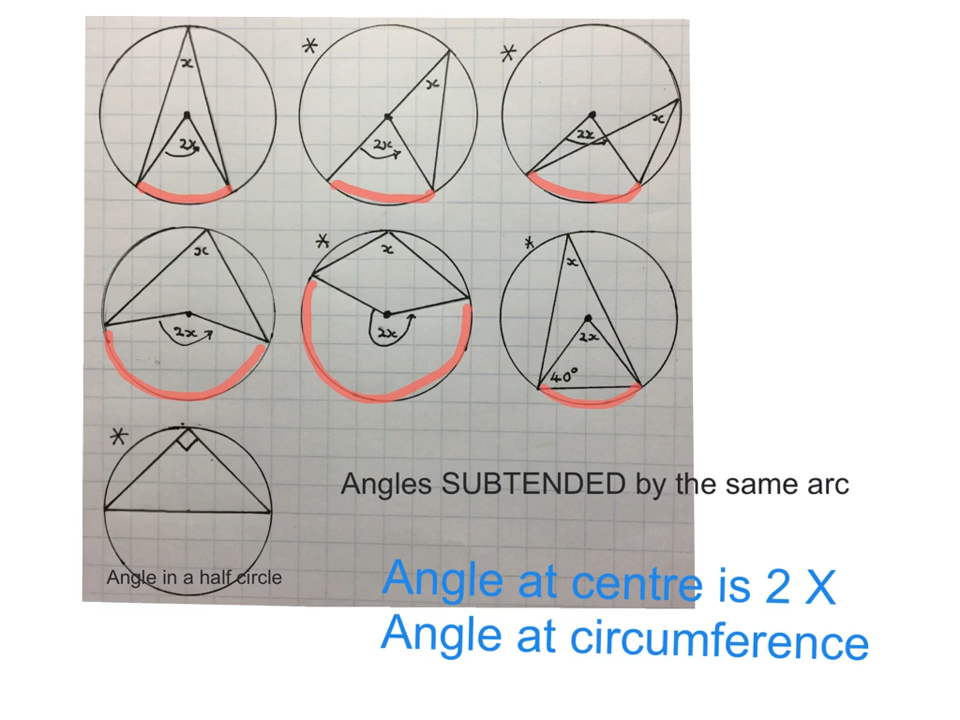 x
2x
*
x
2x
*
x
2x
x
2x
*
x
2x
*
x
2x
40°
*
Angle in a half circle
Angles SUBTENDED by the same arc
Angle at centre is 2 X
Angle at circumference